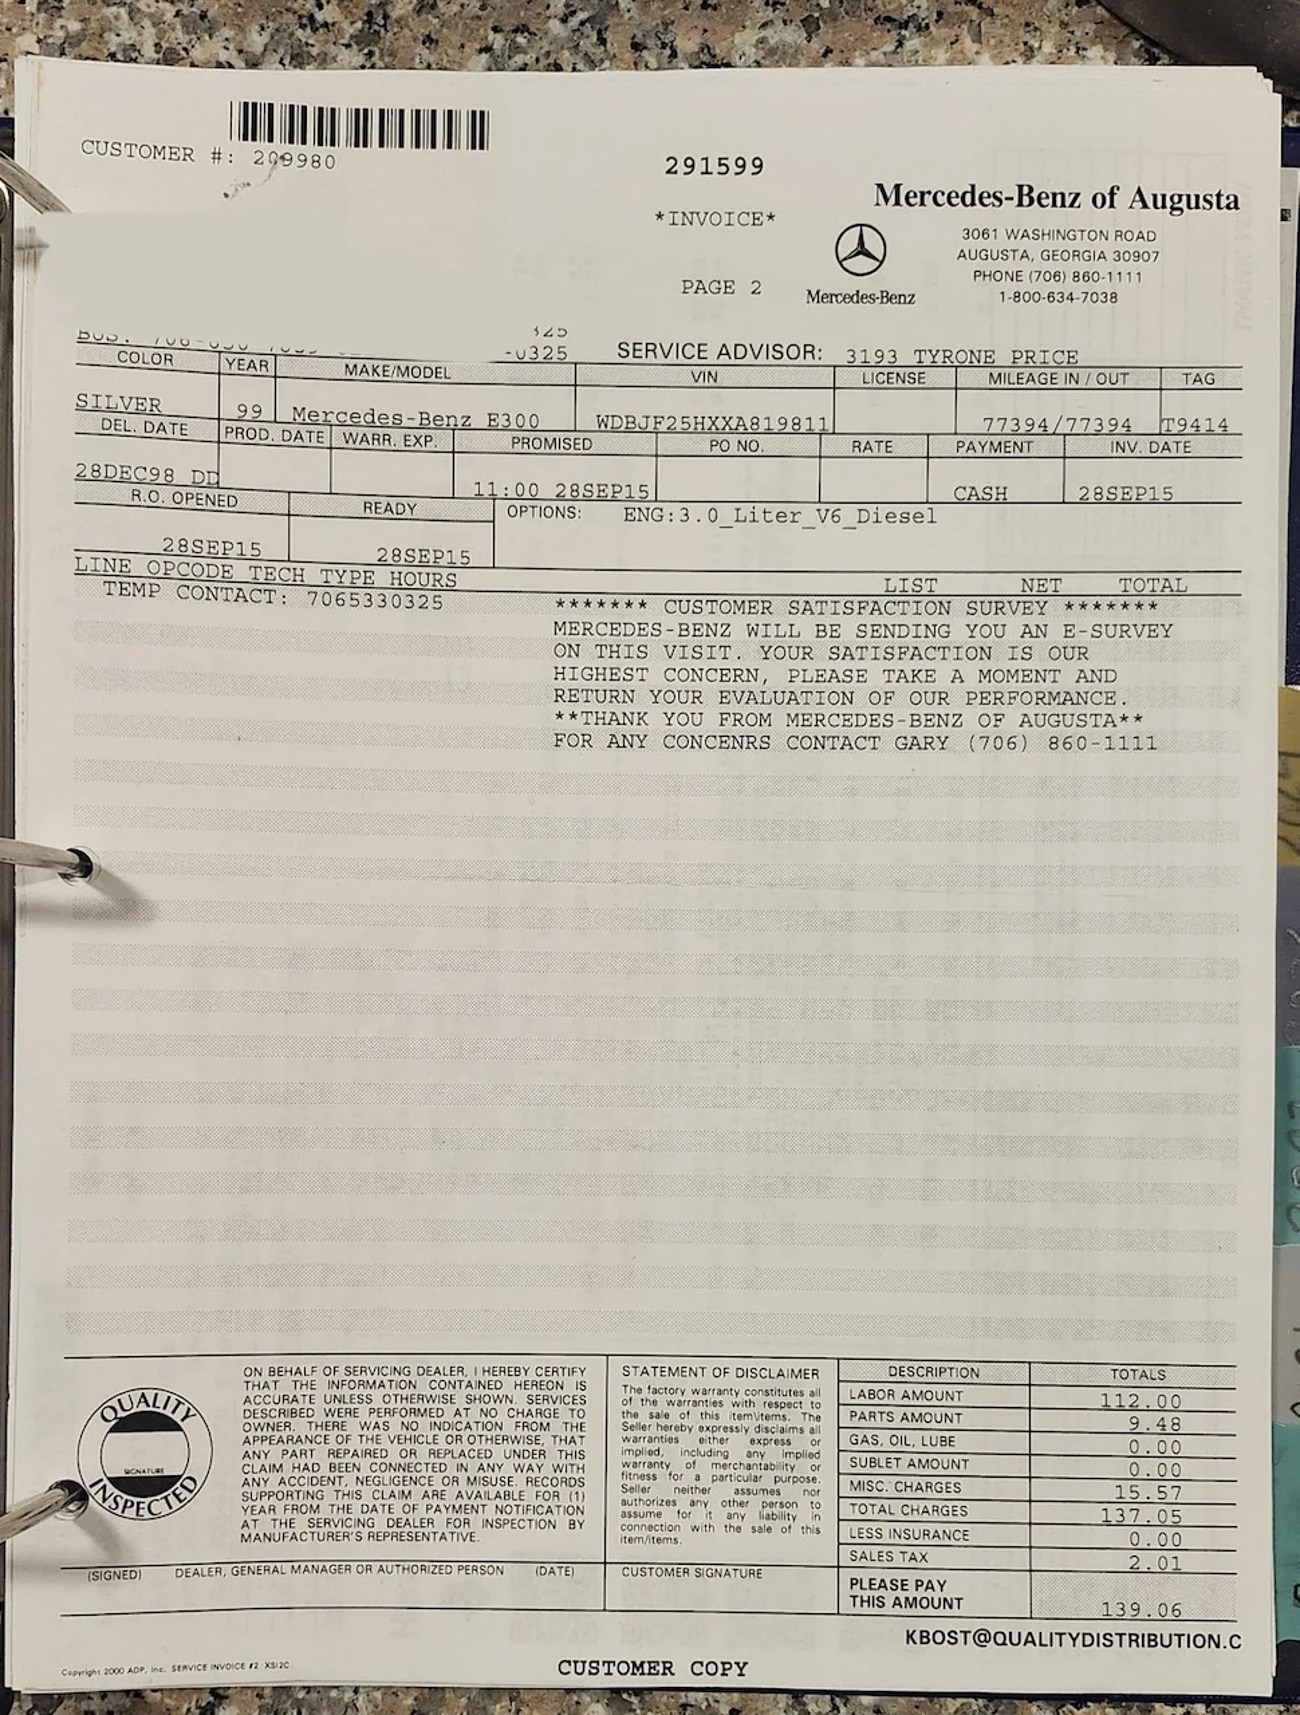 CUSTOMER #: 209980
291599
*INVOICE*
PAGE 2
Mercedes-Benz of Augusta
Mercedes-Benz
3061 WASHINGTON ROAD
AUGUSTA, GEORGIA 30907
PHONE (706) 860-1111
1-800-634-7038
325
-0325
SERVICE ADVISOR: 3193 TYRONE PRICE
COLOR YEAR MAKE/MODEL VIN LICENSE MILEAGE IN / OUT TAG
SILVER 99 Mercedes-Benz E300 WDBJF25HXXA819811 77394/77394 T9414
DEL. DATE PROD. DATE WARR. EXP. PROMISED PO NO. RATE PAYMENT INV. DATE
28DEC98 DD 11:00 28SEP15 CASH 28SEP15
R.O. OPENED READY OPTIONS: ENG:3.0_Liter_V6_Diesel
28SEP15 28SEP15
LINE OPCODE TECH TYPE HOURS LIST NET TOTAL
TEMP CONTACT: 7065330325
******* CUSTOMER SATISFACTION SURVEY *******
MERCEDES-BENZ WILL BE SENDING YOU AN E-SURVEY
ON THIS VISIT. YOUR SATISFACTION IS OUR
HIGHEST CONCERN, PLEASE TAKE A MOMENT AND
RETURN YOUR EVALUATION OF OUR PERFORMANCE.
**THANK YOU FROM MERCEDES-BENZ OF AUGUSTA**
FOR ANY CONCENRS CONTACT GARY (706) 860-1111
QUALITY
SIGNATURE
INSPECTED
ON BEHALF OF SERVICING DEALER, I HEREBY CERTIFY
THAT THE INFORMATION CONTAINED HEREON IS
ACCURATE UNLESS OTHERWISE SHOWN. SERVICES
DESCRIBED WERE PERFORMED AT NO CHARGE TO
OWNER. THERE WAS NO INDICATION FROM THE
APPEARANCE OF THE VEHICLE OR OTHERWISE, THAT
ANY PART REPAIRED OR REPLACED UNDER THIS
CLAIM HAD BEEN CONNECTED IN ANY WAY WITH
ANY ACCIDENT, NEGLIGENCE OR MISUSE. RECORDS
SUPPORTING THIS CLAIM ARE AVAILABLE FOR (1)
YEAR FROM THE DATE OF PAYMENT NOTIFICATION
AT THE SERVICING DEALER FOR INSPECTION BY
MANUFACTURER'S REPRESENTATIVE.
(SIGNED) DEALER, GENERAL MANAGER OR AUTHORIZED PERSON (DATE)
STATEMENT OF DISCLAIMER
The factory warranty constitutes all
of the warranties with respect to
the sale of this item\items. The
Seller hereby expressly disclaims all
warranties either express or
implied, including any implied
warranty of merchantability or
fitness for a particular purpose.
Seller neither assumes nor
authorizes any other person to
assume for it any liability in
connection with the sale of this
item/items.
CUSTOMER SIGNATURE
DESCRIPTION TOTALS
LABOR AMOUNT 112.00
PARTS AMOUNT 9.48
GAS, OIL, LUBE 0.00
SUBLET AMOUNT 0.00
MISC. CHARGES 15.57
TOTAL CHARGES 137.05
LESS INSURANCE 0.00
SALES TAX 2.01
PLEASE PAY
THIS AMOUNT 139.06
KBOST@QUALITYDISTRIBUTION.C
Copyright 2000 ADP, Inc. SERVICE INVOICE #2 XSI2C
CUSTOMER COPY